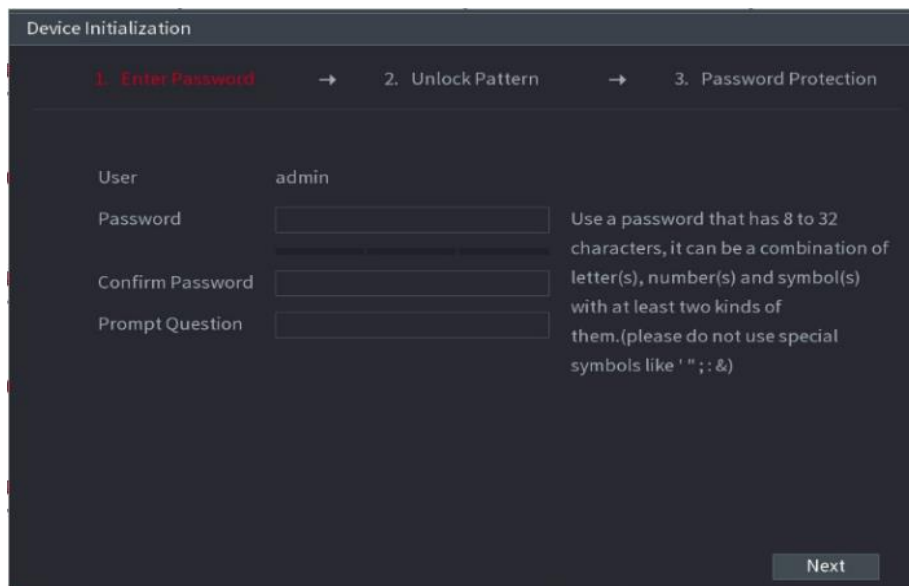 Device Initialization
1. Enter Password → 2. Unlock Pattern → 3. Password Protection
User admin
Password
Use a password that has 8 to 32
characters, it can be a combination of
letter(s), number(s) and symbol(s)
with at least two kinds of
them.(please do not use special
symbols like ' " ; : &)
Confirm Password
Prompt Question
Next